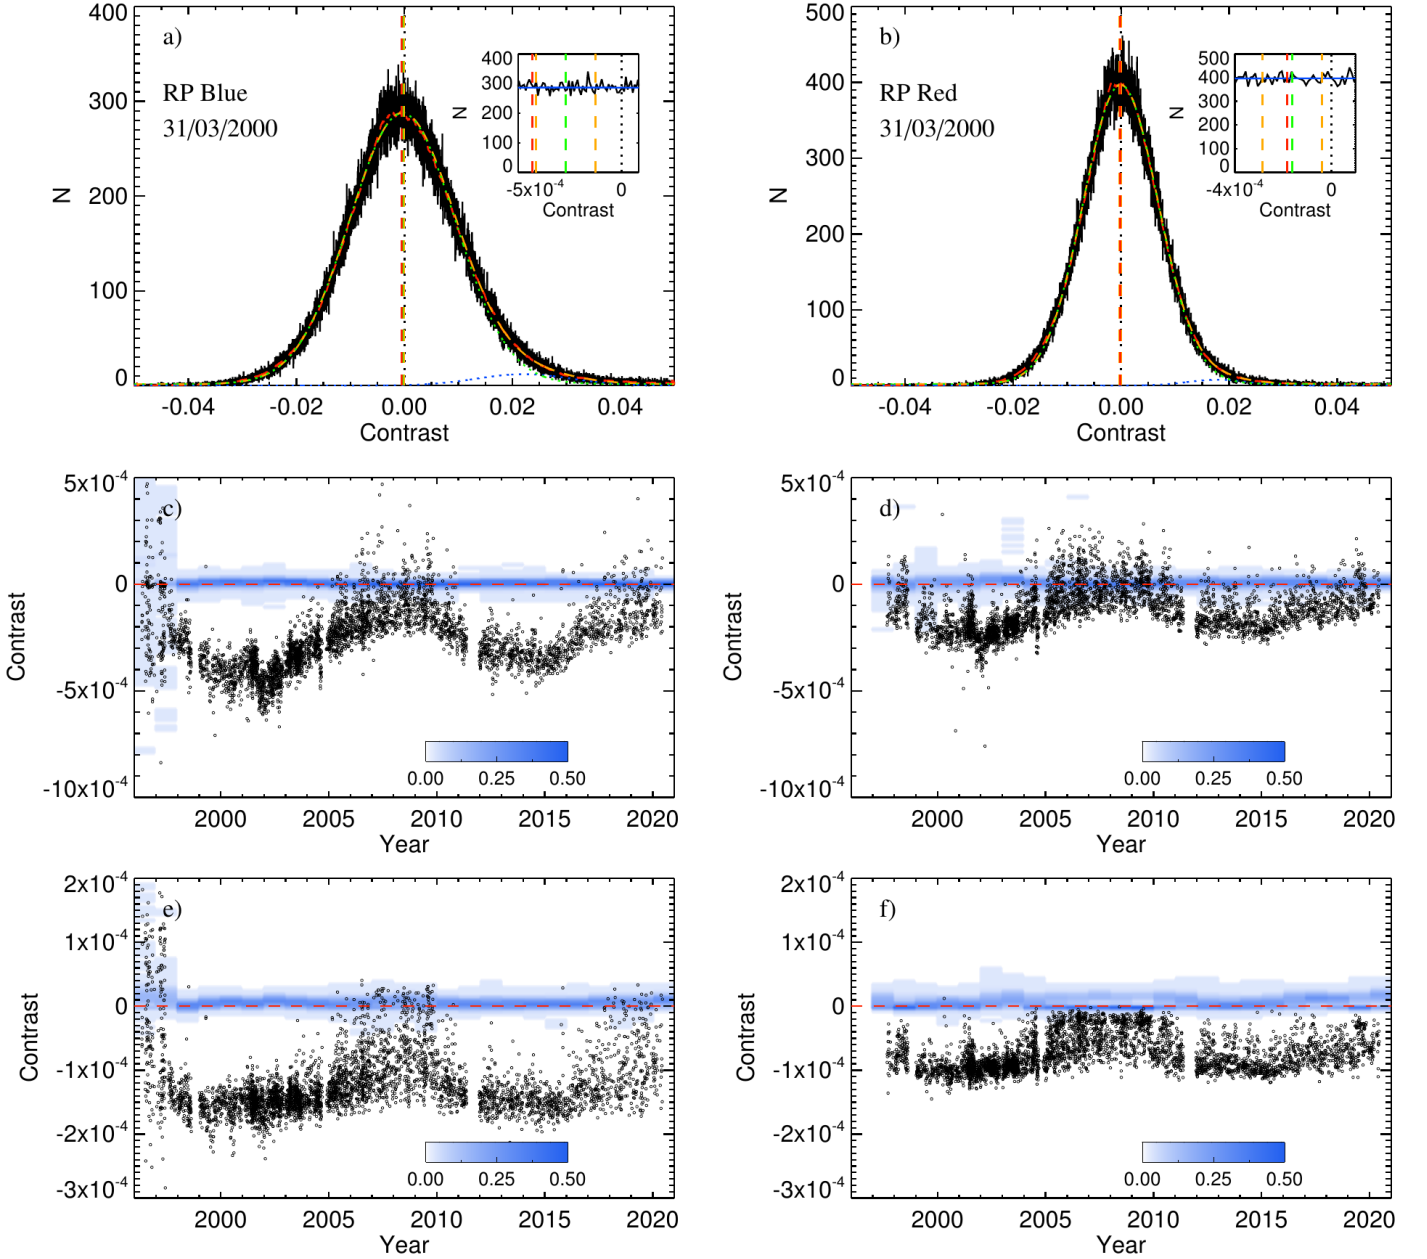 a)
RP Blue
31/03/2000
400
300
200
100
0
N
-0.04 -0.02 0.00 0.02 0.04
Contrast
400
300
200
100
0
N
-5x10-4 0
Contrast
b)
RP Red
31/03/2000
500
400
300
200
100
0
N
-0.04 -0.02 0.00 0.02 0.04
Contrast
500
400
300
200
100
0
N
-4x10-4 0
Contrast
c)
5x10-4
0
-5x10-4
-10x10-4
Contrast
0.00 0.25 0.50
2000 2005 2010 2015 2020
Year
d)
5x10-4
0
-5x10-4
-10x10-4
Contrast
0.00 0.25 0.50
2000 2005 2010 2015 2020
Year
e)
2x10-4
1x10-4
0
-1x10-4
-2x10-4
-3x10-4
Contrast
0.00 0.25 0.50
2000 2005 2010 2015 2020
Year
f)
2x10-4
1x10-4
0
-1x10-4
-2x10-4
-3x10-4
Contrast
0.00 0.25 0.50
2000 2005 2010 2015 2020
Year